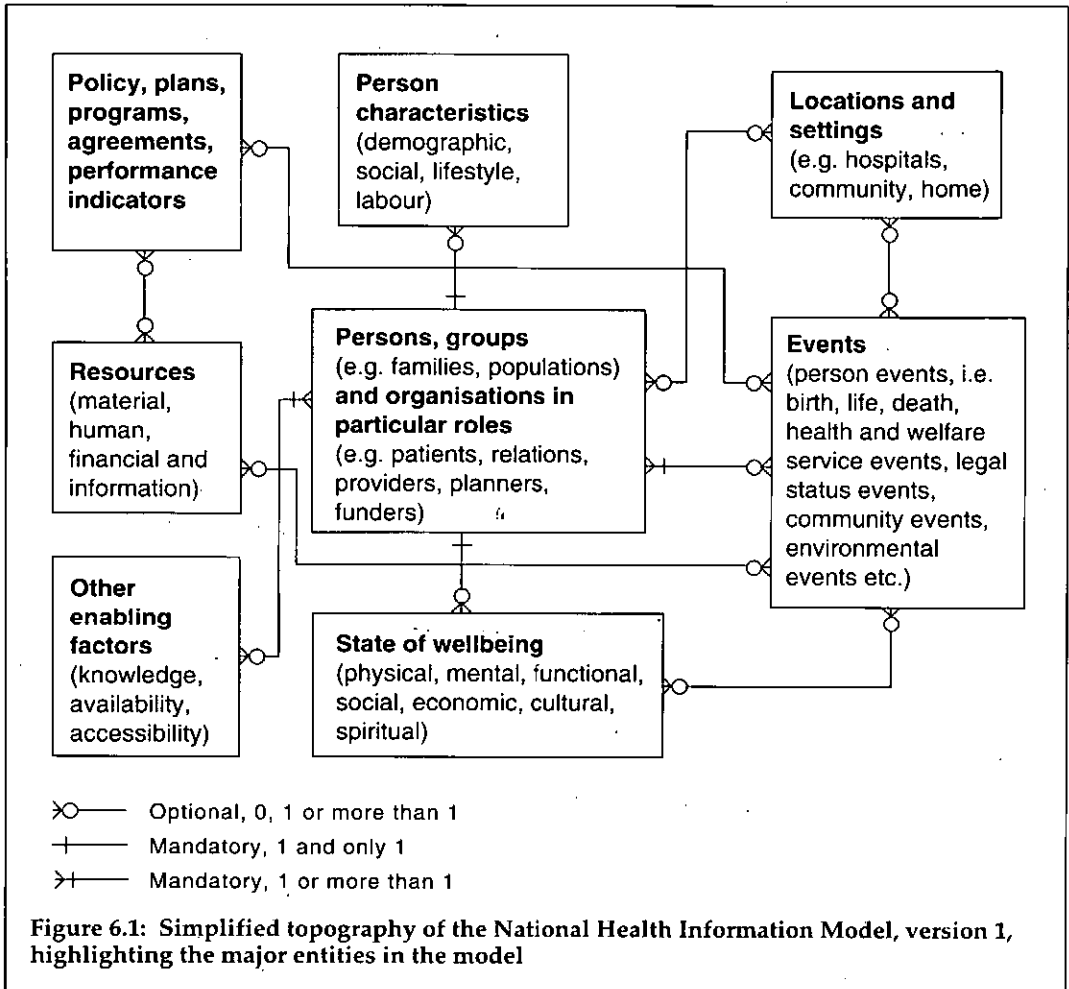 Policy, plans,
programs,
agreements,
performance
indicators
Person
characteristics
(demographic,
social, lifestyle,
labour)
Locations and
settings
(e.g. hospitals,
community, home)
Resources
(material,
human,
financial and
information)
Persons, groups
(e.g. families, populations)
and organisations in
particular roles
(e.g. patients, relations,
providers, planners,
funders)
Events
(person events, i.e.
birth, life, death,
health and welfare
service events, legal
status events,
community events,
environmental
events etc.)
Other
enabling
factors
(knowledge,
availability,
accessibility)
State of wellbeing
(physical, mental, functional,
social, economic, cultural,
spiritual)
Optional, 0, 1 or more than 1
Mandatory, 1 and only 1
Mandatory, 1 or more than 1
Figure 6.1: Simplified topography of the National Health Information Model, version 1,
highlighting the major entities in the model